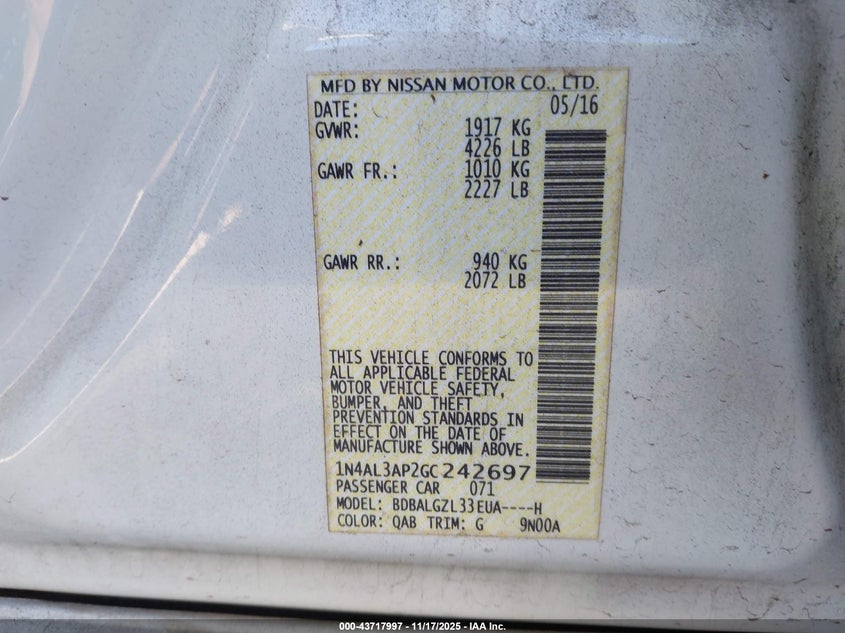 MFD BY NISSAN MOTOR CO., LTD.
DATE: 05/16
GVWR: 1917 KG
4226 LB
GAWR FR.: 1010 KG
2227 LB
GAWR RR.: 940 KG
2072 LB
THIS VEHICLE CONFORMS TO
ALL APPLICABLE FEDERAL
MOTOR VEHICLE SAFETY,
BUMPER, AND THEFT
PREVENTION STANDARDS IN
EFFECT ON THE DATE OF
MANUFACTURE SHOWN ABOVE.
1N4AL3AP2GC242697
PASSENGER CAR 071
MODEL: BDBALGZL33EUA----H
COLOR: QAB TRIM: G 9N00A
000-43717997 - 11/17/2025 - IAA Inc.